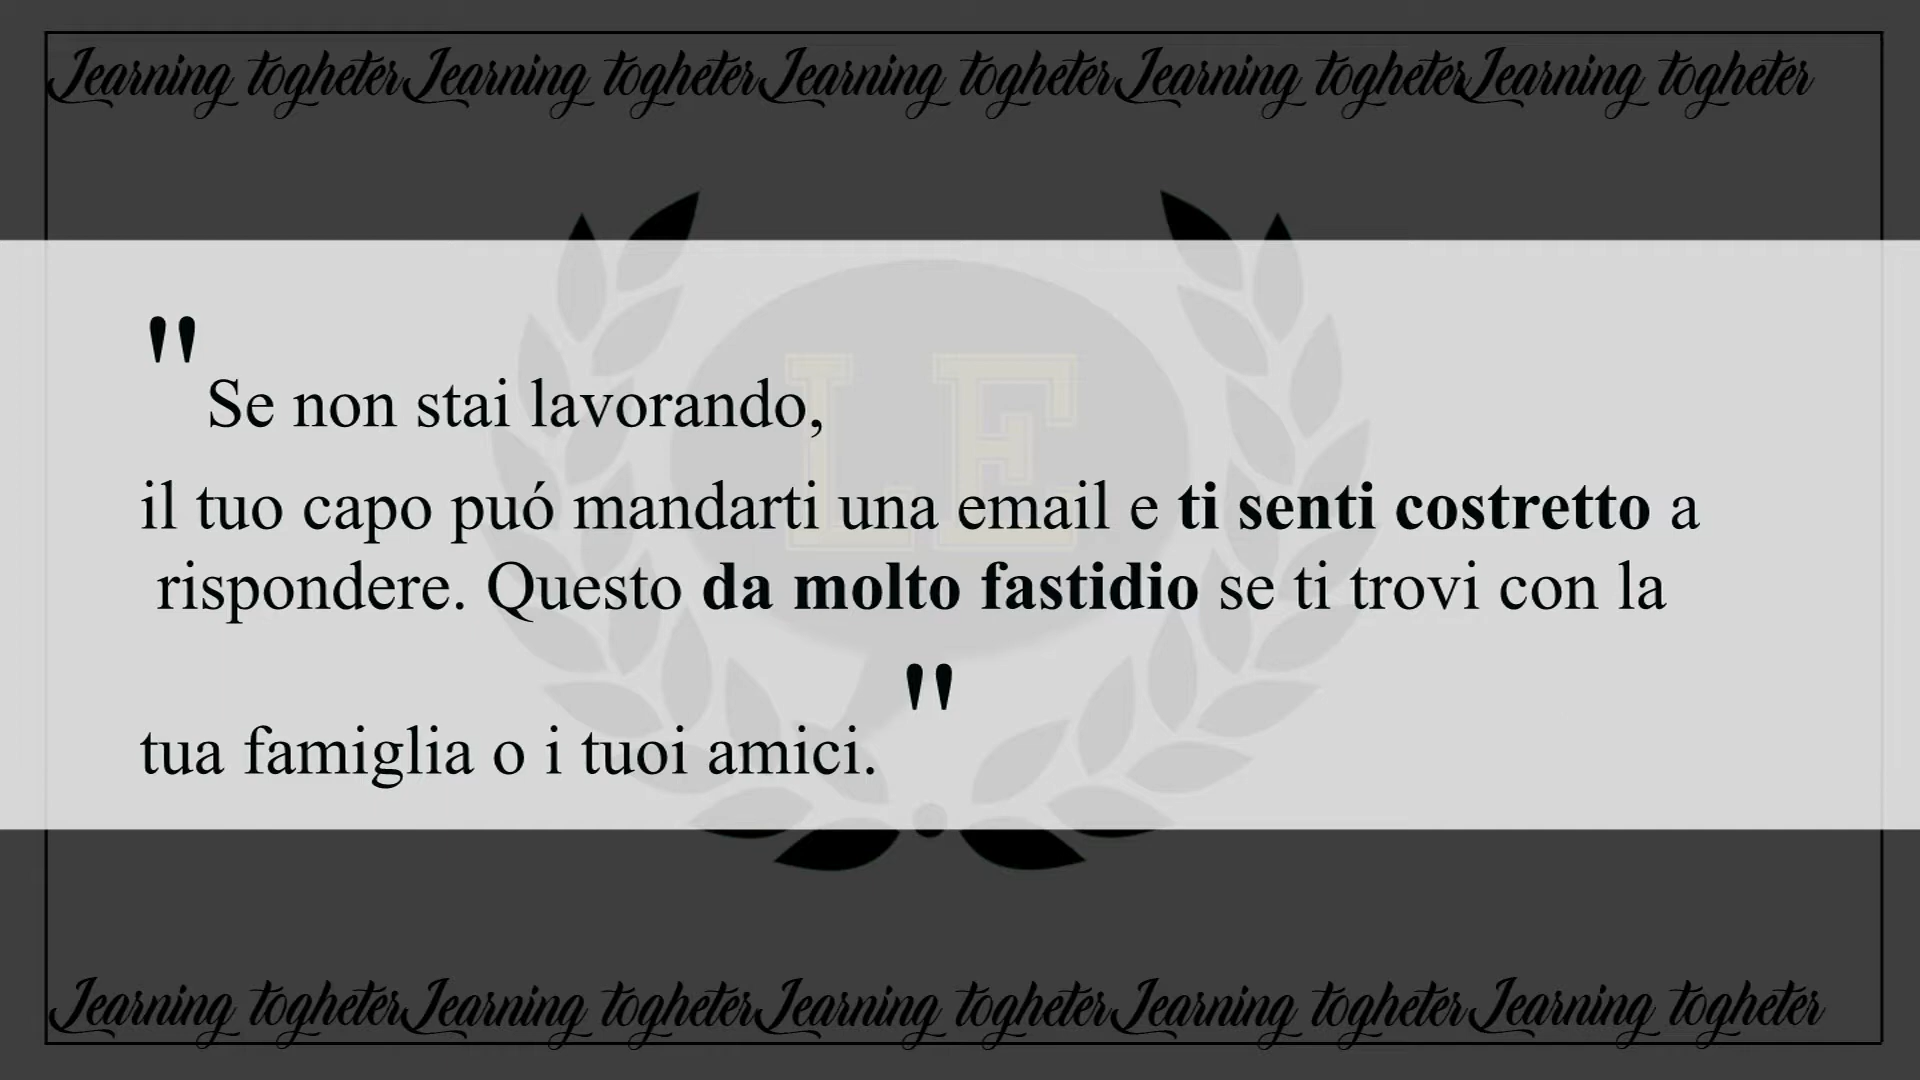 Learning togheterLearning togheterLearning togheterLearning togheterLearning togheter
LE
"Se non stai lavorando,
il tuo capo puó mandarti una email e ti senti costretto a
rispondere. Questo da molto fastidio se ti trovi con la
tua famiglia o i tuoi amici."
Learning togheterLearning togheterLearning togheterLearning togheterLearning togheter